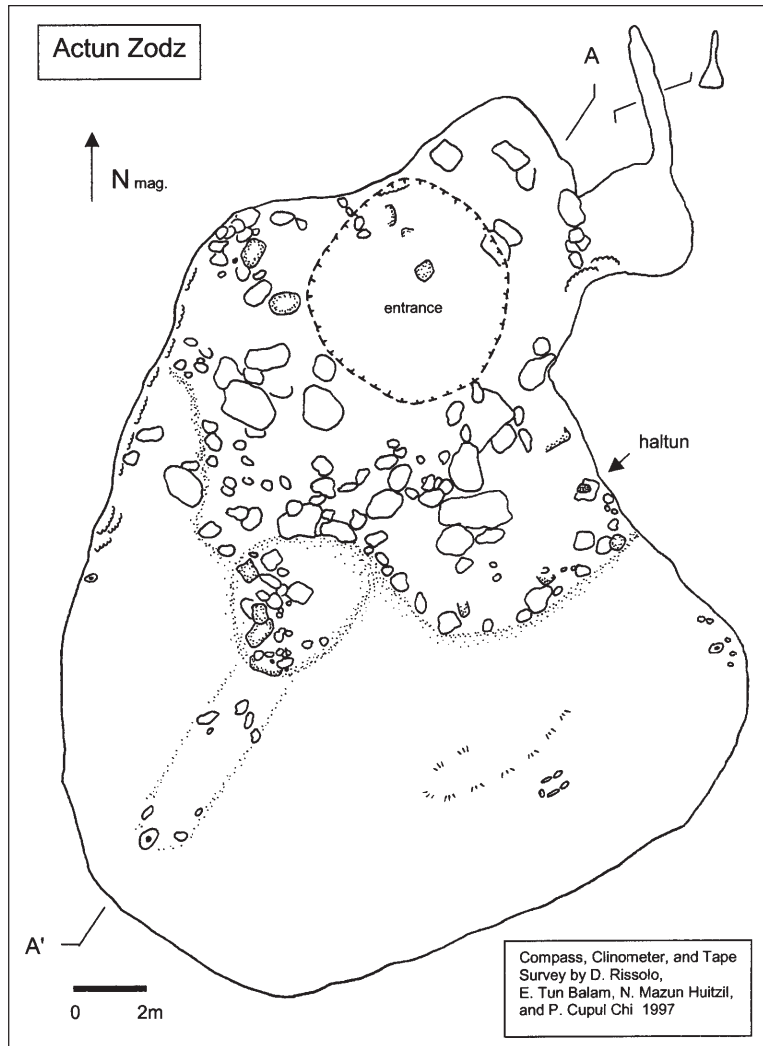 Actun Zodz
A
N mag.
entrance
haltun
A'
0 2m
Compass, Clinometer, and Tape
Survey by D. Rissolo,
E. Tun Balam, N. Mazun Huitzil,
and P. Cupul Chi 1997